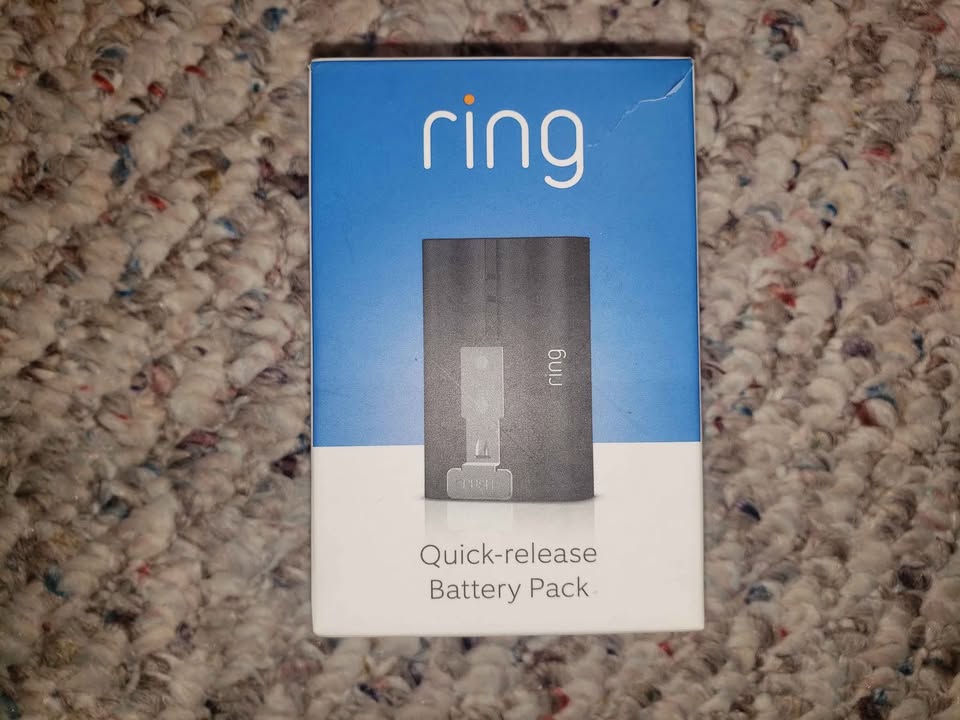 ring
ring
PUSH
Quick-release
Battery Pack